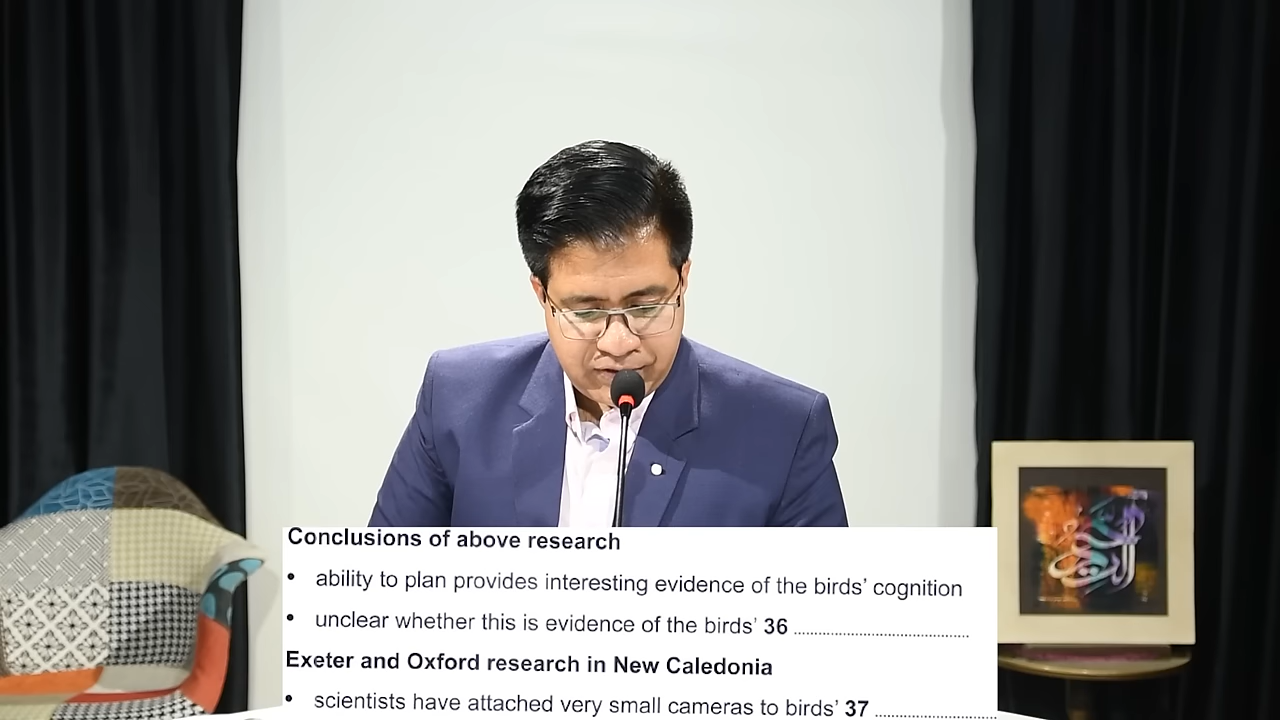 Conclusions of above research
• ability to plan provides interesting evidence of the birds' cognition
• unclear whether this is evidence of the birds' 36 ..........................................
Exeter and Oxford research in New Caledonia
• scientists have attached very small cameras to birds' 37 .............................